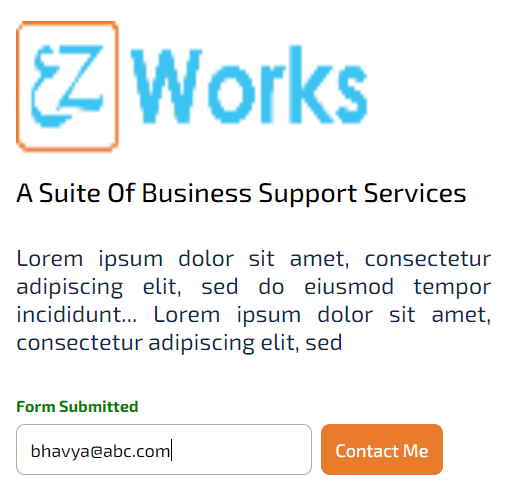 EZ Works
A Suite Of Business Support Services
Lorem ipsum dolor sit amet, consectetur
adipiscing elit, sed do eiusmod tempor
incididunt... Lorem ipsum dolor sit amet,
consectetur adipiscing elit, sed
Form Submitted
bhavya@abc.com
Contact Me